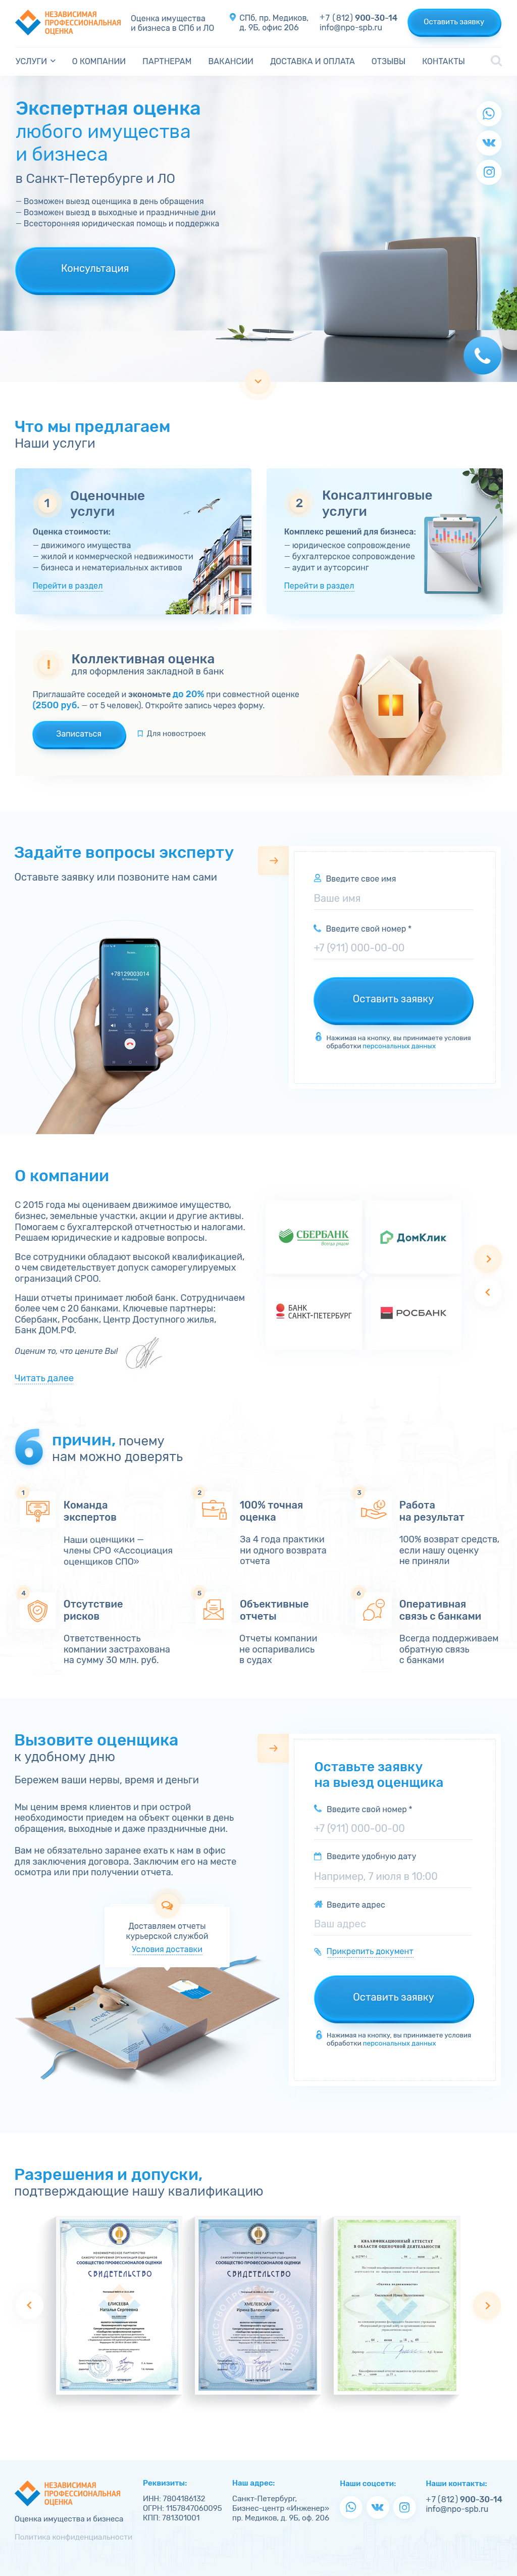 НЕЗАВИСИМАЯ
ПРОФЕССИОНАЛЬНАЯ
ОЦЕНКА
Оценка имущества
и бизнеса в СПб и ЛО
СПб, пр. Медиков,
д. 9Б, офис 206
+7 (812) 900-30-14
info@npo-spb.ru
Оставить заявку
УСЛУГИ
О КОМПАНИИ
ПАРТНЕРАМ
ВАКАНСИИ
ДОСТАВКА И ОПЛАТА
ОТЗЫВЫ
КОНТАКТЫ
Экспертная оценка
любого имущества
и бизнеса
в Санкт-Петербурге и ЛО
— Возможен выезд оценщика в день обращения
— Возможен выезд в выходные и праздничные дни
— Всесторонняя юридическая помощь и поддержка
Консультация
Что мы предлагаем
Наши услуги
1
Оценочные
услуги
Оценка стоимости:
— движимого имущества
— жилой и коммерческой недвижимости
— бизнеса и нематериальных активов
Перейти в раздел
2
Консалтинговые
услуги
Комплекс решений для бизнеса:
— юридическое сопровождение
— бухгалтерское сопровождение
— аудит и аутсорсинг
Перейти в раздел
!
Коллективная оценка
для оформления закладной в банк
Приглашайте соседей и экономьте до 20% при совместной оценке
(2500 руб. — от 5 человек). Откройте запись через форму.
Записаться
Для новостроек
Задайте вопросы эксперту
Оставьте заявку или позвоните нам сами
+78129003014
Введите свое имя
Ваше имя
Введите свой номер *
+7 (911) 000-00-00
Оставить заявку
Нажимая на кнопку, вы принимаете условия
обработки персональных данных
О компании
С 2015 года мы оцениваем движимое имущество,
бизнес, земельные участки, акции и другие активы.
Помогаем с бухгалтерской отчетностью и налогами.
Решаем юридические и кадровые вопросы.
Все сотрудники обладают высокой квалификацией,
о чем свидетельствует допуск саморегулируемых
огранизаций СРОО.
Наши отчеты принимает любой банк. Сотрудничаем
более чем с 20 банками. Ключевые партнеры:
Сбербанк, Росбанк, Центр Доступного жилья,
Банк ДОМ.РФ.
Оценим то, что цените Вы!
Читать далее
СБЕРБАНК
Всегда рядом
ДомКлик
БАНК
САНКТ-ПЕТЕРБУРГ
РОСБАНК
6 причин, почему
нам можно доверять
1
Команда
экспертов
Наши оценщики —
члены СРО «Ассоциация
оценщиков СПО»
2
100% точная
оценка
За 4 года практики
ни одного возврата
отчета
3
Работа
на результат
100% возврат средств,
если нашу оценку
не приняли
4
Отсутствие
рисков
Ответственность
компании застрахована
на сумму 30 млн. руб.
5
Объективные
отчеты
Отчеты компании
не оспаривались
в судах
6
Оперативная
связь с банками
Всегда поддерживаем
обратную связь
с банками
Вызовите оценщика
к удобному дню
Бережем ваши нервы, время и деньги
Мы ценим время клиентов и при острой
необходимости приедем на объект оценки в день
обращения, выходные и даже праздничные дни.
Вам не обязательно заранее ехать к нам в офис
для заключения договора. Заключим его на месте
осмотра или при получении отчета.
Доставляем отчеты
курьерской службой
Условия доставки
ОТЧЕТ
Оставьте заявку
на выезд оценщика
Введите свой номер *
+7 (911) 000-00-00
Введите удобную дату
Например, 7 июля в 10:00
Введите адрес
Ваш адрес
Прикрепить документ
Оставить заявку
Нажимая на кнопку, вы принимаете условия
обработки персональных данных
Разрешения и допуски,
подтверждающие нашу квалификацию
СООБЩЕСТВО ПРОФЕССИОНАЛОВ ОЦЕНКИ
СВИДЕТЕЛЬСТВО
ЕЛИСЕЕВА
Наталья Сергеевна
СООБЩЕСТВО ПРОФЕССИОНАЛОВ ОЦЕНКИ
СВИДЕТЕЛЬСТВО
ХМЕЛЕВСКАЯ
Ирина Валентиновна
КВАЛИФИКАЦИОННЫЙ АТТЕСТАТ
В ОБЛАСТИ ОЦЕНОЧНОЙ ДЕЯТЕЛЬНОСТИ
НЕЗАВИСИМАЯ
ПРОФЕССИОНАЛЬНАЯ
ОЦЕНКА
Оценка имущества и бизнеса
Политика конфиденциальности
Реквизиты:
ИНН: 7804186132
ОГРН: 1157847060095
КПП: 781301001
Наш адрес:
Санкт-Петербург,
Бизнес-центр «Инженер»
пр. Медиков, д. 9Б, оф. 206
Наши соцсети:
Наши контакты:
+7 (812) 900-30-14
info@npo-spb.ru